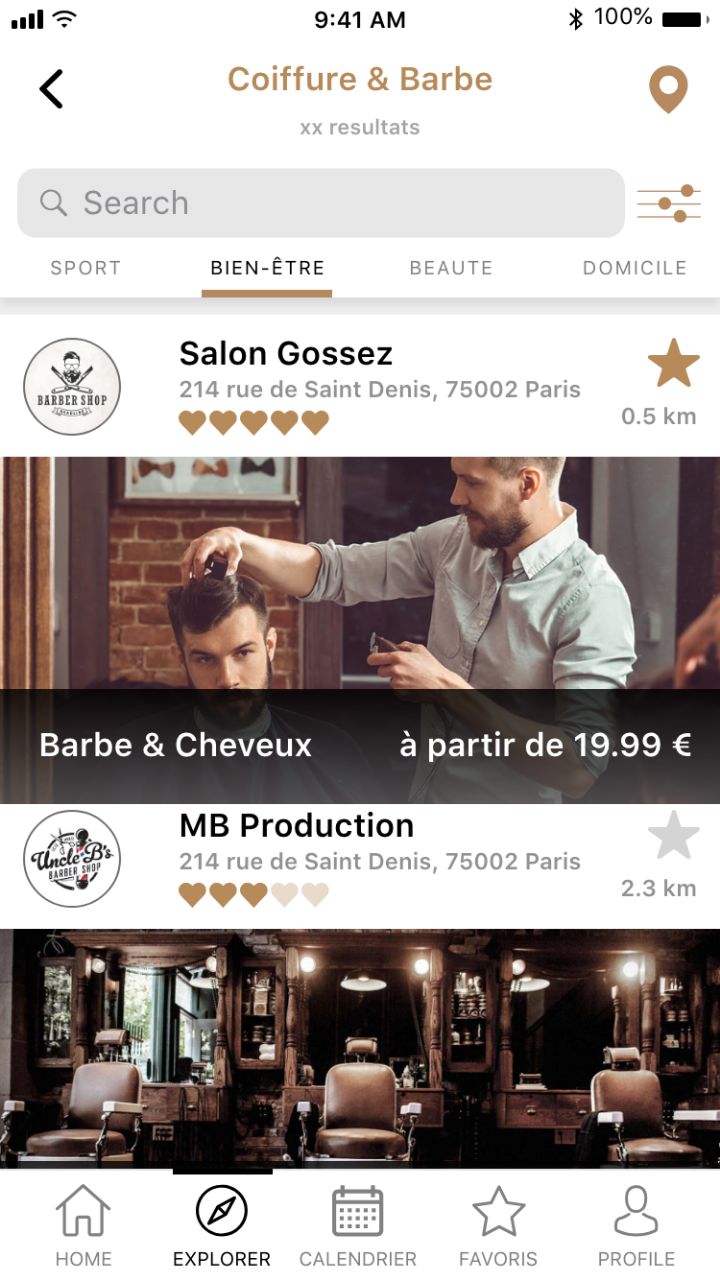 9:41 AM
100%
Coiffure & Barbe
xx resultats
Search
SPORT BIEN-ÊTRE BEAUTE DOMICILE
BARBER SHOP
Salon Gossez
214 rue de Saint Denis, 75002 Paris
0.5 km
Barbe & Cheveux à partir de 19.99 €
Uncle B's
BARBER SHOP
MB Production
214 rue de Saint Denis, 75002 Paris
2.3 km
HOME EXPLORER CALENDRIER FAVORIS PROFILE